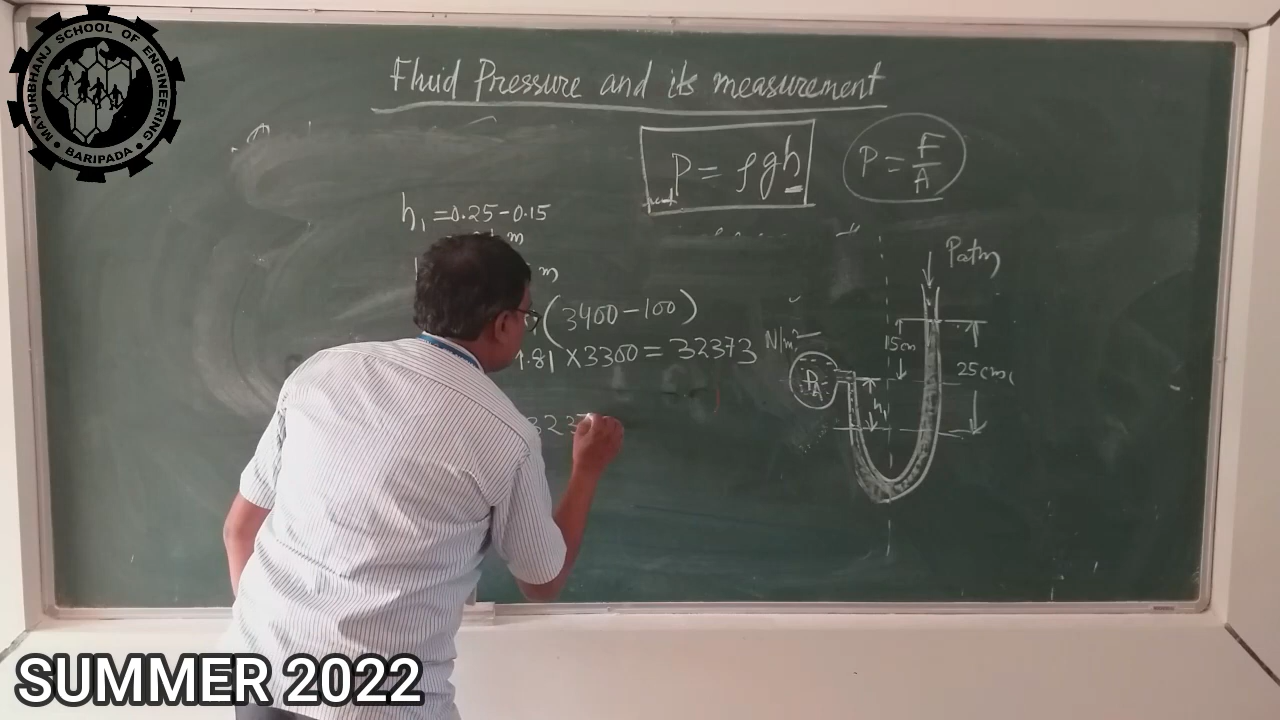 MAYURBHANJ SCHOOL OF ENGINEERING
BARIPADA
Fluid Pressure and its measurement
P = ρgh
P = F/A
h₁ = 0.25 - 0.15
m
m
(3400 - 100)
.81 × 3300 = 32373 N/m²
323
Patm
15cm
25cm
PA
h₁
SUMMER 2022